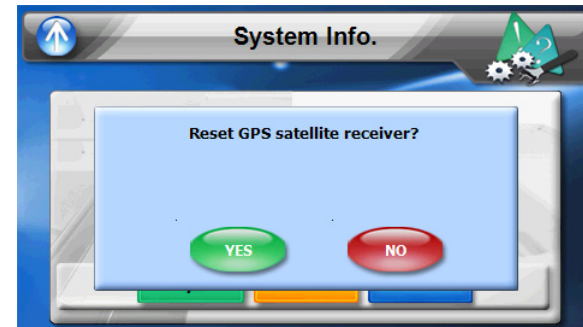 System Info.
Reset GPS satellite receiver?
YES
NO